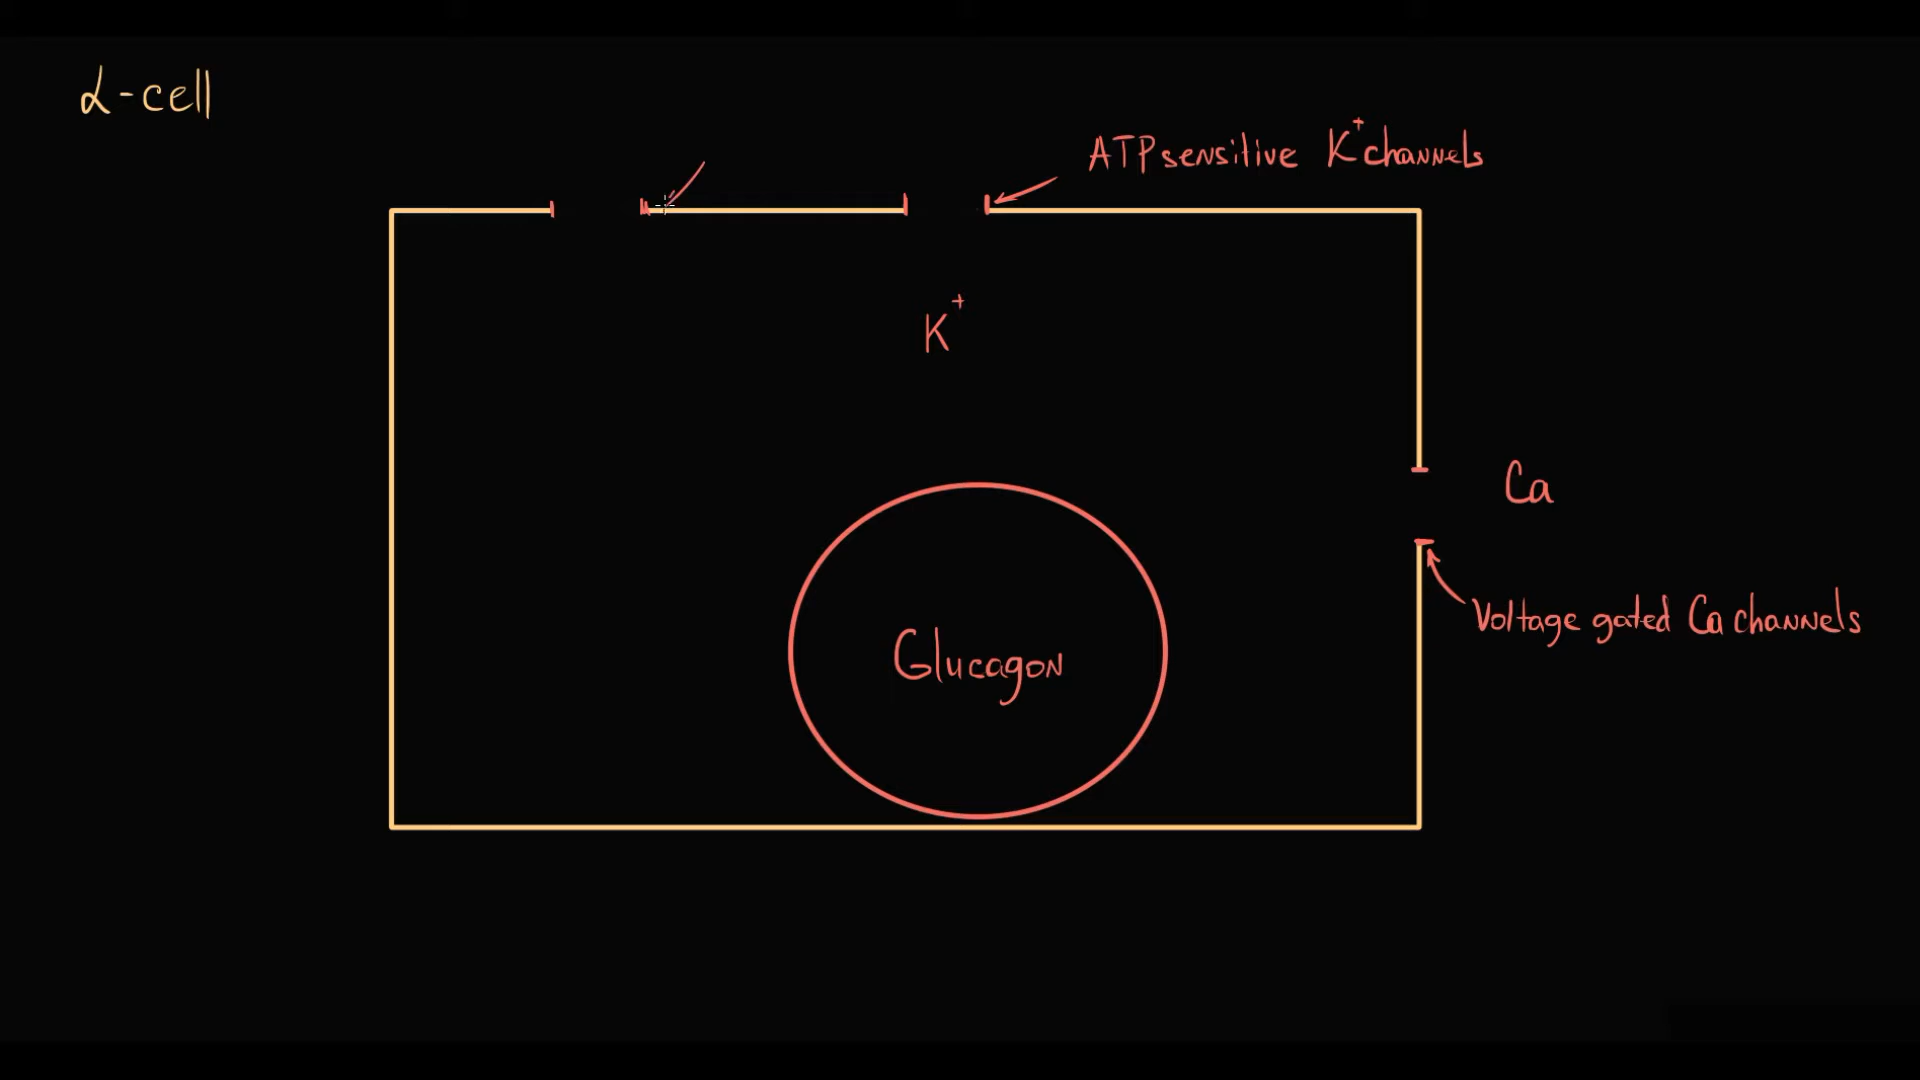 α-cell
ATP sensitive K⁺ channels
K⁺
Ca
Voltage gated Ca channels
Glucagon